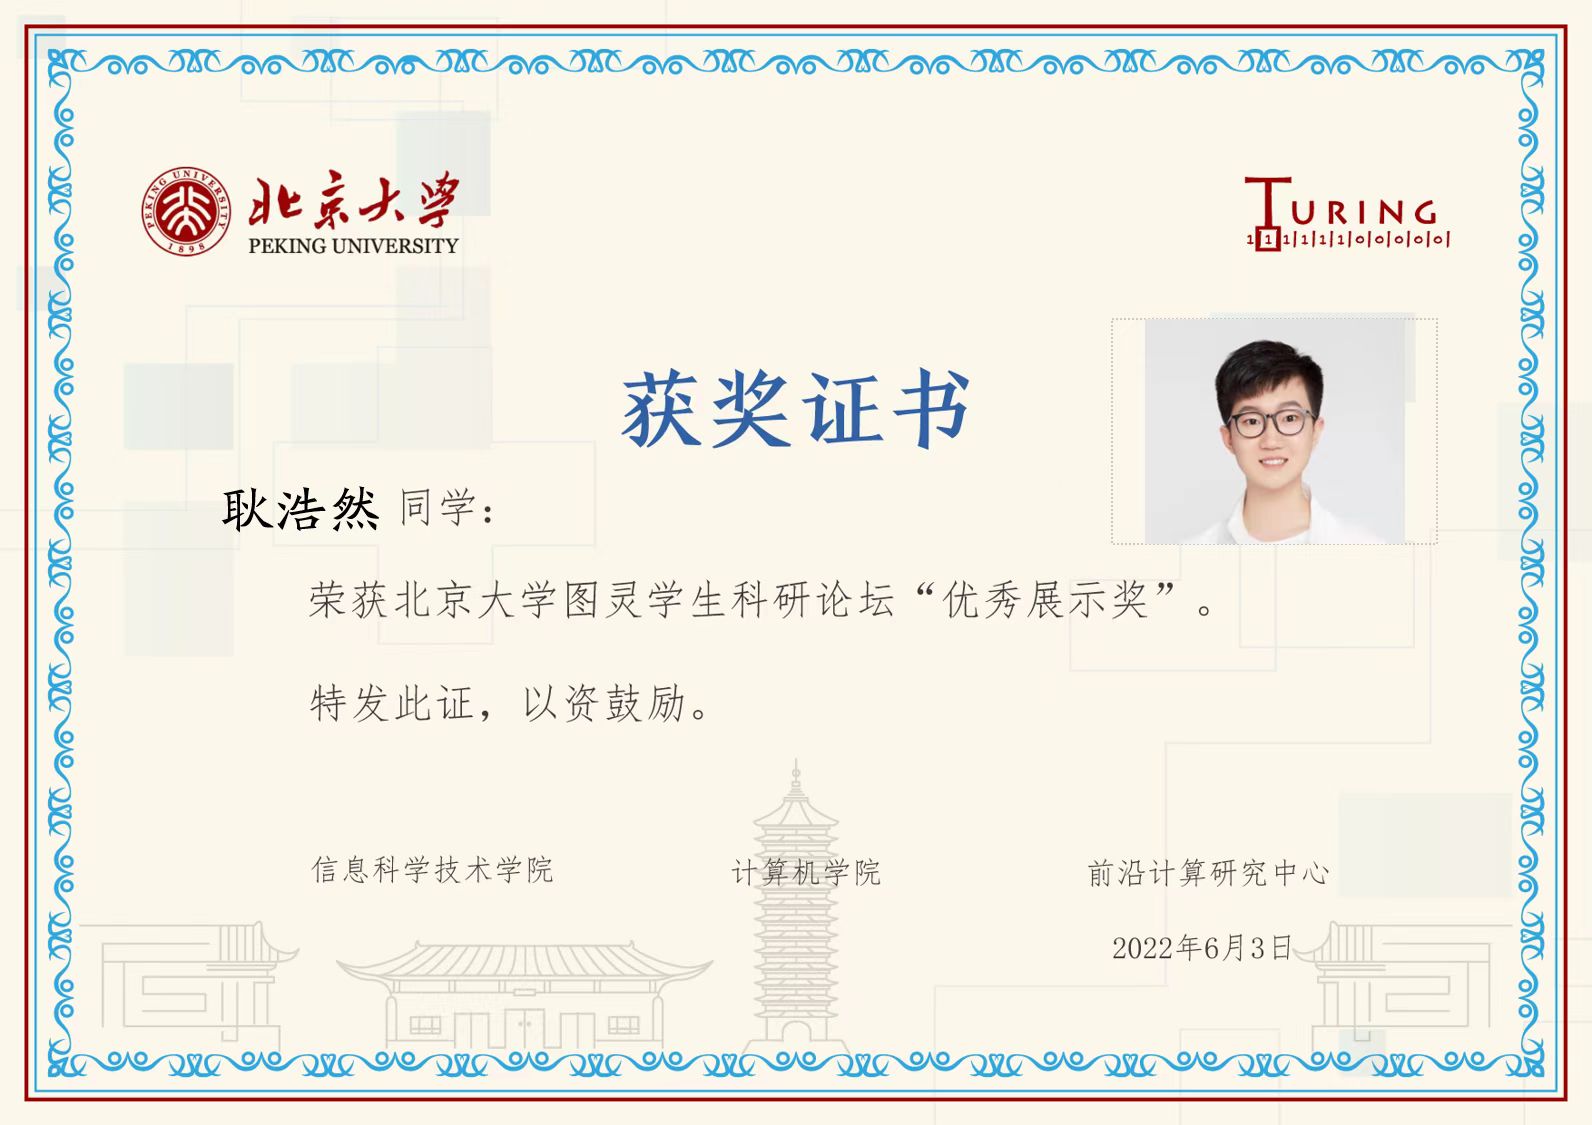 PEKING UNIVERSITY
1898
北京大学
PEKING UNIVERSITY
TURING
1|1|1|1|1|1|0|0|0|0|0|
获奖证书
耿浩然 同学：
荣获北京大学图灵学生科研论坛“优秀展示奖”。
特发此证，以资鼓励。
信息科学技术学院
计算机学院
前沿计算研究中心
2022年6月3日